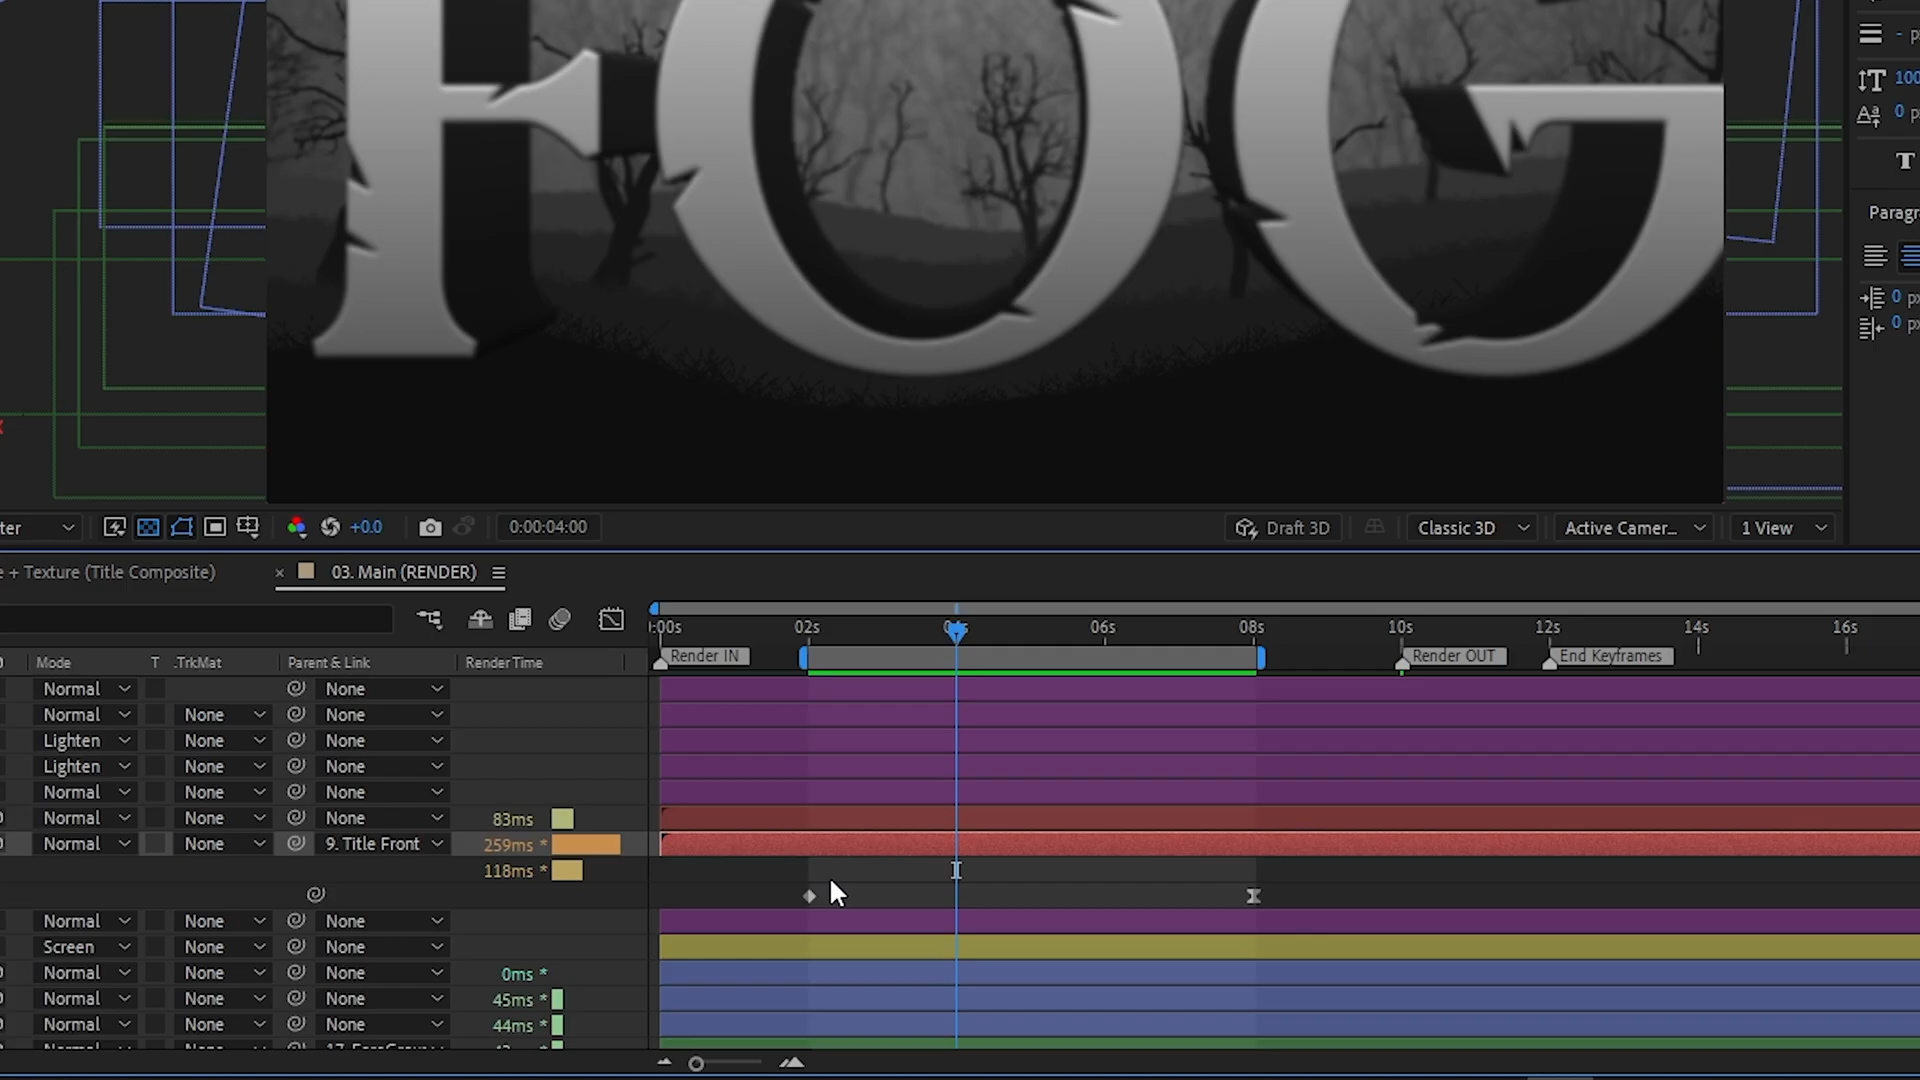 FOG
- p
100
0 p
T
Paragr
0 px
0 px
ter
+0.0
0:00:04:00
Draft 3D
Classic 3D
Active Camer...
1 View
e + Texture (Title Composite)
× 03. Main (RENDER)
:00s 02s 04s 06s 08s 10s 12s 14s 16s
Mode T .TrkMat Parent & Link Render Time
Render IN Render OUT End Keyframes
Normal None
Normal None None
Lighten None None
Lighten None None
Normal None None
Normal None None 83ms
Normal None 9. Title Front 259ms *
118ms *
Normal None None
Screen None None
Normal None None 0ms *
Normal None None 45ms *
Normal None None 44ms *